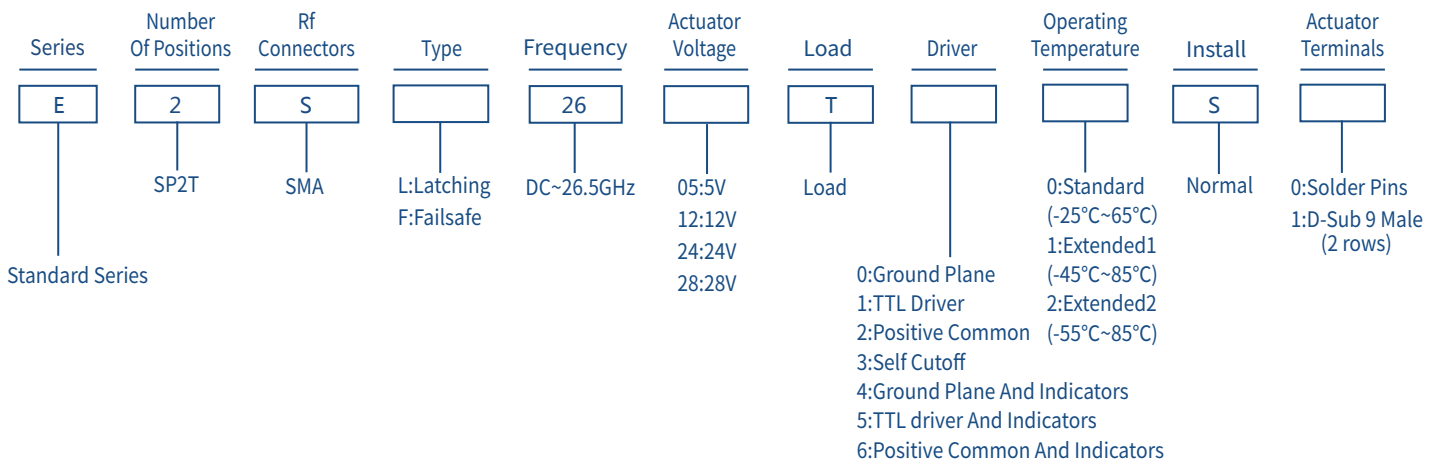 Series
Number
Of Positions
Rf
Connectors
Type
Frequency
Actuator
Voltage
Load
Driver
Operating
Temperature
Install
Actuator
Terminals
E
2
S
26
T
S
SP2T
SMA
L:Latching
F:Failsafe
DC~26.5GHz
05:5V
12:12V
24:24V
28:28V
Load
0:Standard
(-25°C~65°C)
1:Extended1
(-45°C~85°C)
2:Extended2
(-55°C~85°C)
Normal
0:Solder Pins
1:D-Sub 9 Male
(2 rows)
Standard Series
0:Ground Plane
1:TTL Driver
2:Positive Common
3:Self Cutoff
4:Ground Plane And Indicators
5:TTL driver And Indicators
6:Positive Common And Indicators